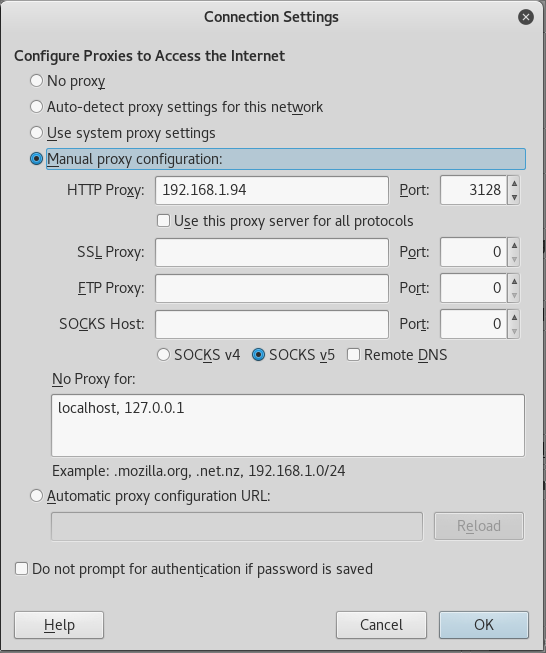 Connection Settings
Configure Proxies to Access the Internet
No proxy
Auto-detect proxy settings for this network
Use system proxy settings
Manual proxy configuration:
HTTP Proxy: 192.168.1.94 Port: 3128
Use this proxy server for all protocols
SSL Proxy: Port: 0
FTP Proxy: Port: 0
SOCKS Host: Port: 0
SOCKS v4 SOCKS v5 Remote DNS
No Proxy for:
localhost, 127.0.0.1
Example: .mozilla.org, .net.nz, 192.168.1.0/24
Automatic proxy configuration URL:
Reload
Do not prompt for authentication if password is saved
Help Cancel OK